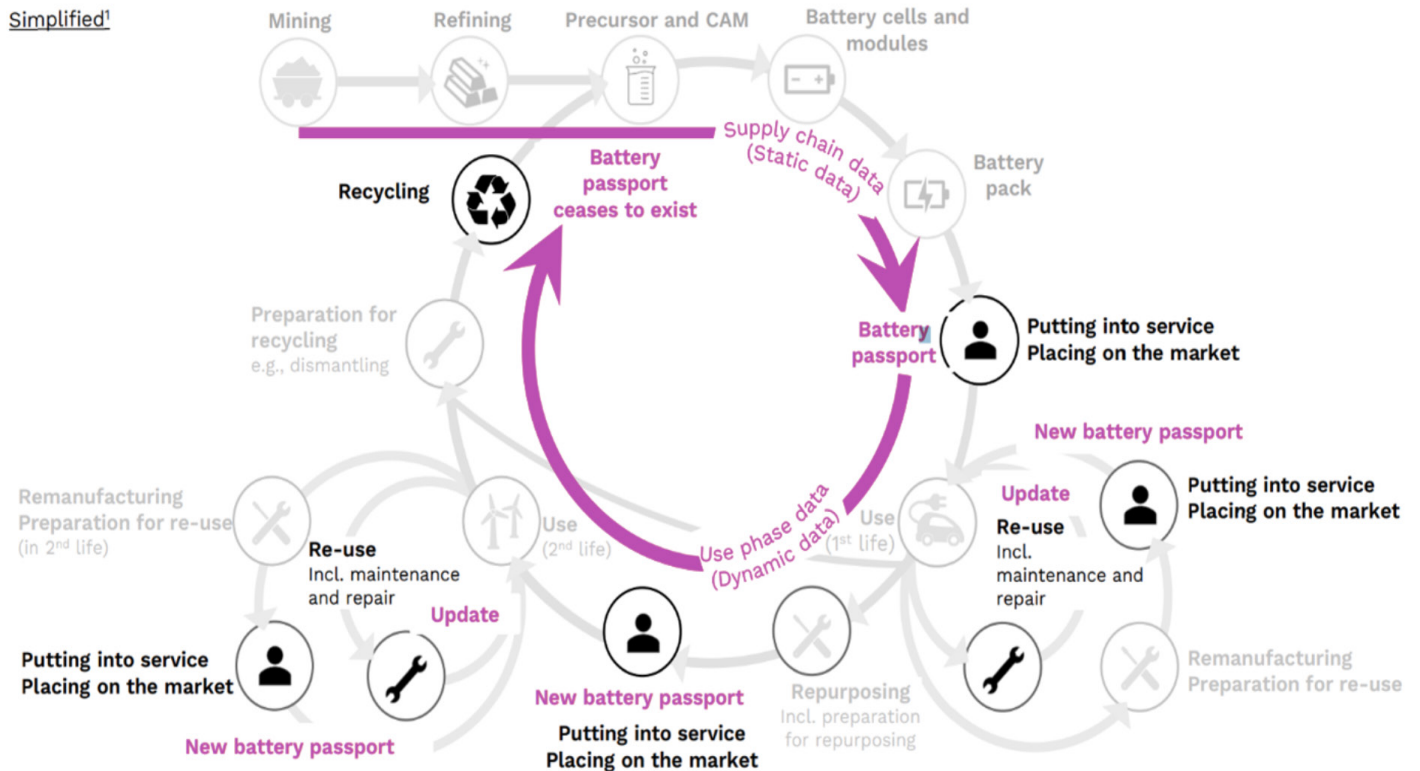 Simplified¹
Mining
Refining
Precursor and CAM
Battery cells and
modules
Supply chain data
(Static data)
Battery
pack
Battery
passport
ceases to exist
Recycling
Preparation for
recycling
e.g., dismantling
Battery
passport
Putting into service
Placing on the market
New battery passport
Putting into service
Placing on the market
Update
Re-use
Incl.
maintenance and
repair
Use
(1st life)
Use phase data
(Dynamic data)
Use
(2nd life)
Remanufacturing
Preparation for re-use
(in 2nd life)
Re-use
Incl. maintenance
and repair
Update
Putting into service
Placing on the market
New battery passport
New battery passport
Putting into service
Placing on the market
Repurposing
Incl. preparation
for repurposing
Remanufacturing
Preparation for re-use